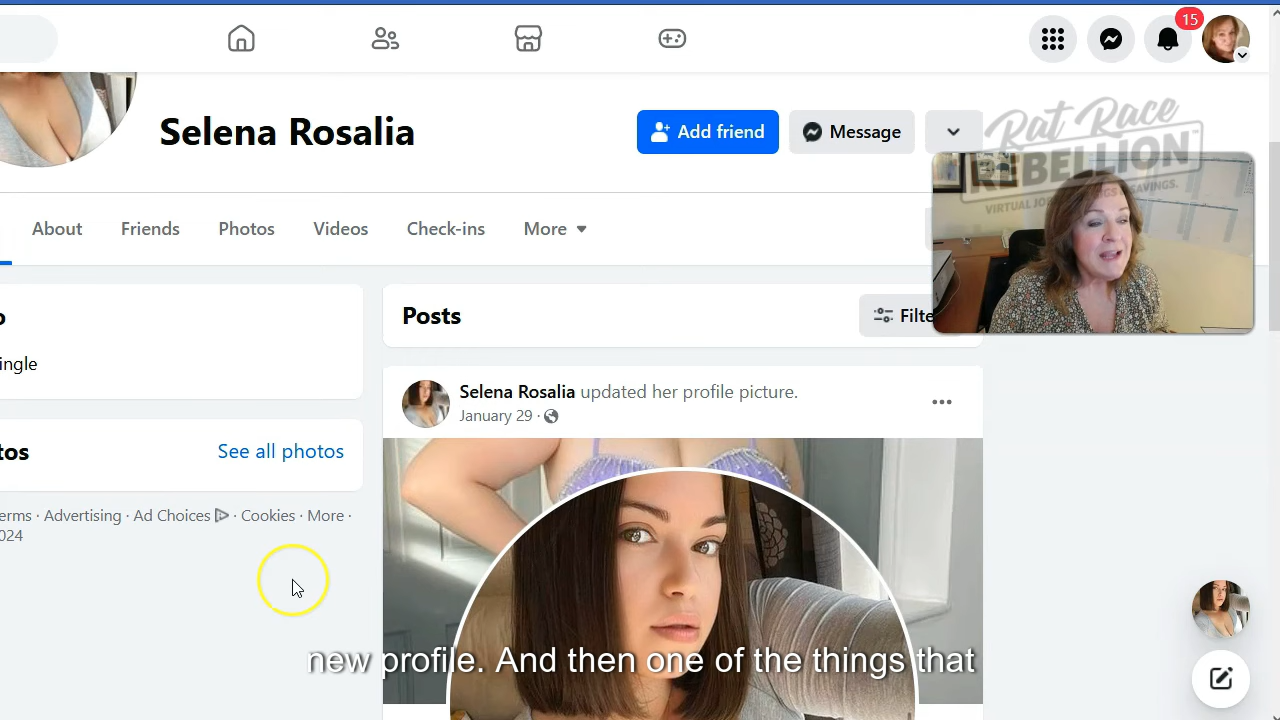 15
Selena Rosalia
Add friend
Message
Rat Race
REBELLION™
About
Friends
Photos
Videos
Check-ins
More
Posts
Filte
ingle
Selena Rosalia updated her profile picture.
January 29 ·
tos
See all photos
erms · Advertising · Ad Choices · Cookies · More ·
024
new profile. And then one of the things that